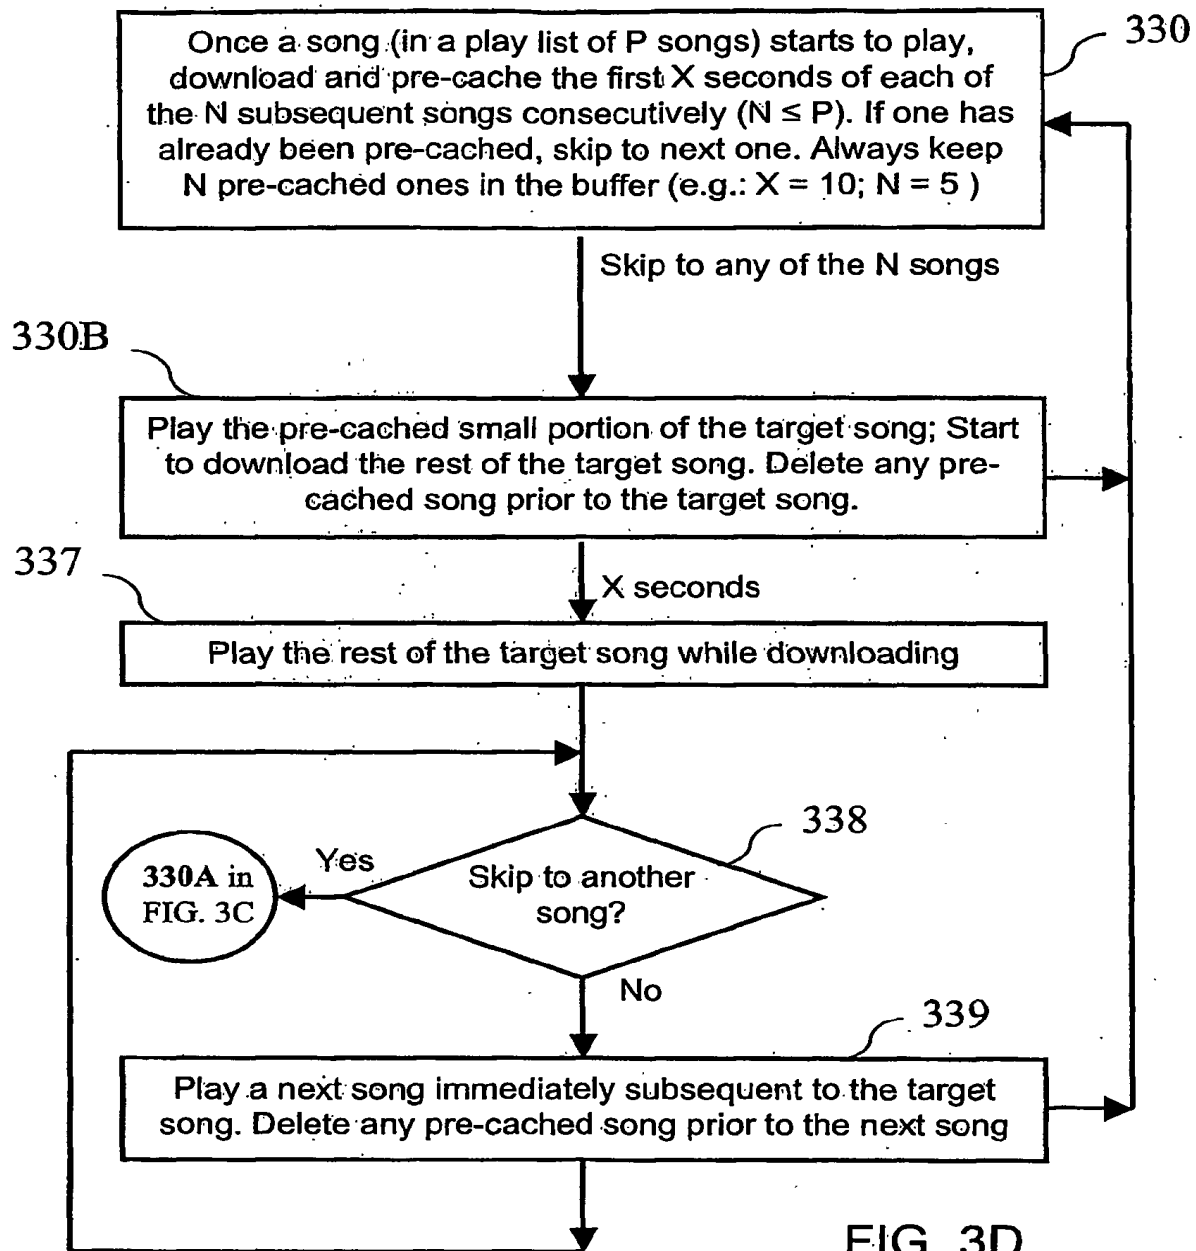 Once a song (in a play list of P songs) starts to play,
download and pre-cache the first X seconds of each of
the N subsequent songs consecutively (N ≤ P). If one has
already been pre-cached, skip to next one. Always keep
N pre-cached ones in the buffer (e.g.: X = 10; N = 5 )
330
Skip to any of the N songs
330B
Play the pre-cached small portion of the target song; Start
to download the rest of the target song. Delete any pre-
cached song prior to the target song.
337
X seconds
Play the rest of the target song while downloading
338
Yes
Skip to another
song?
330A in
FIG. 3C
No
339
Play a next song immediately subsequent to the target
song. Delete any pre-cached song prior to the next song
FIG. 3D